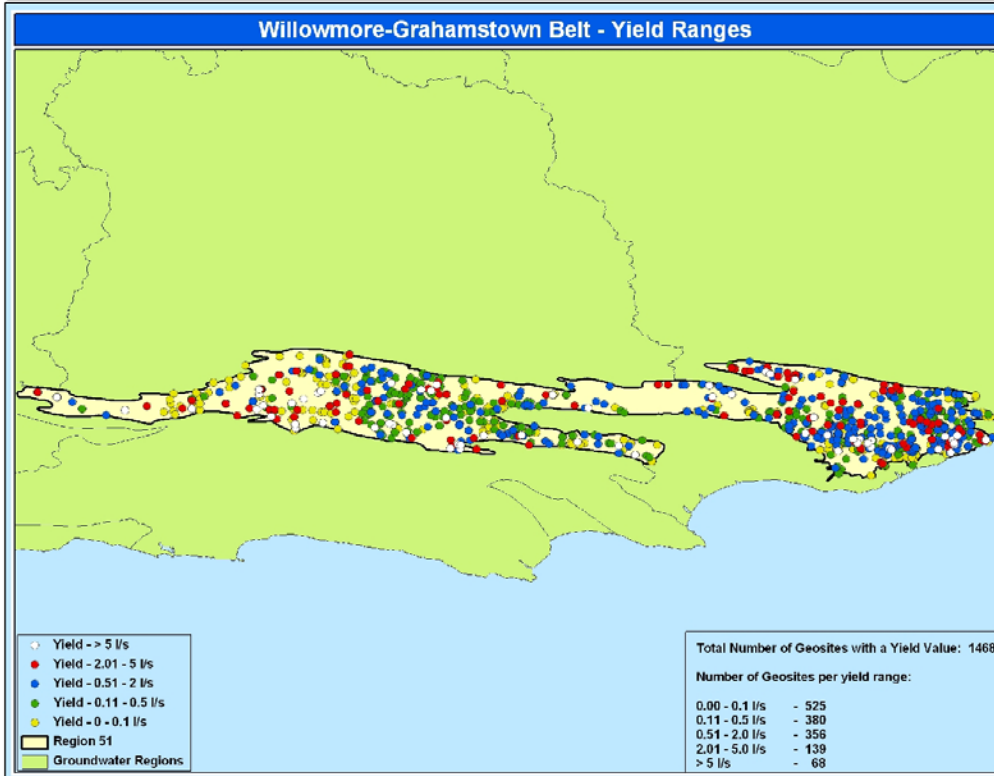 Willowmore-Grahamstown Belt - Yield Ranges
Yield - > 5 l/s
Yield - 2.01 - 5 l/s
Yield - 0.51 - 2 l/s
Yield - 0.11 - 0.5 l/s
Yield - 0 - 0.1 l/s
Region 51
Groundwater Regions
Total Number of Geosites with a Yield Value: 1468
Number of Geosites per yield range:
0.00 - 0.1 l/s - 525
0.11 - 0.5 l/s - 380
0.51 - 2.0 l/s - 356
2.01 - 5.0 l/s - 139
> 5 l/s - 68